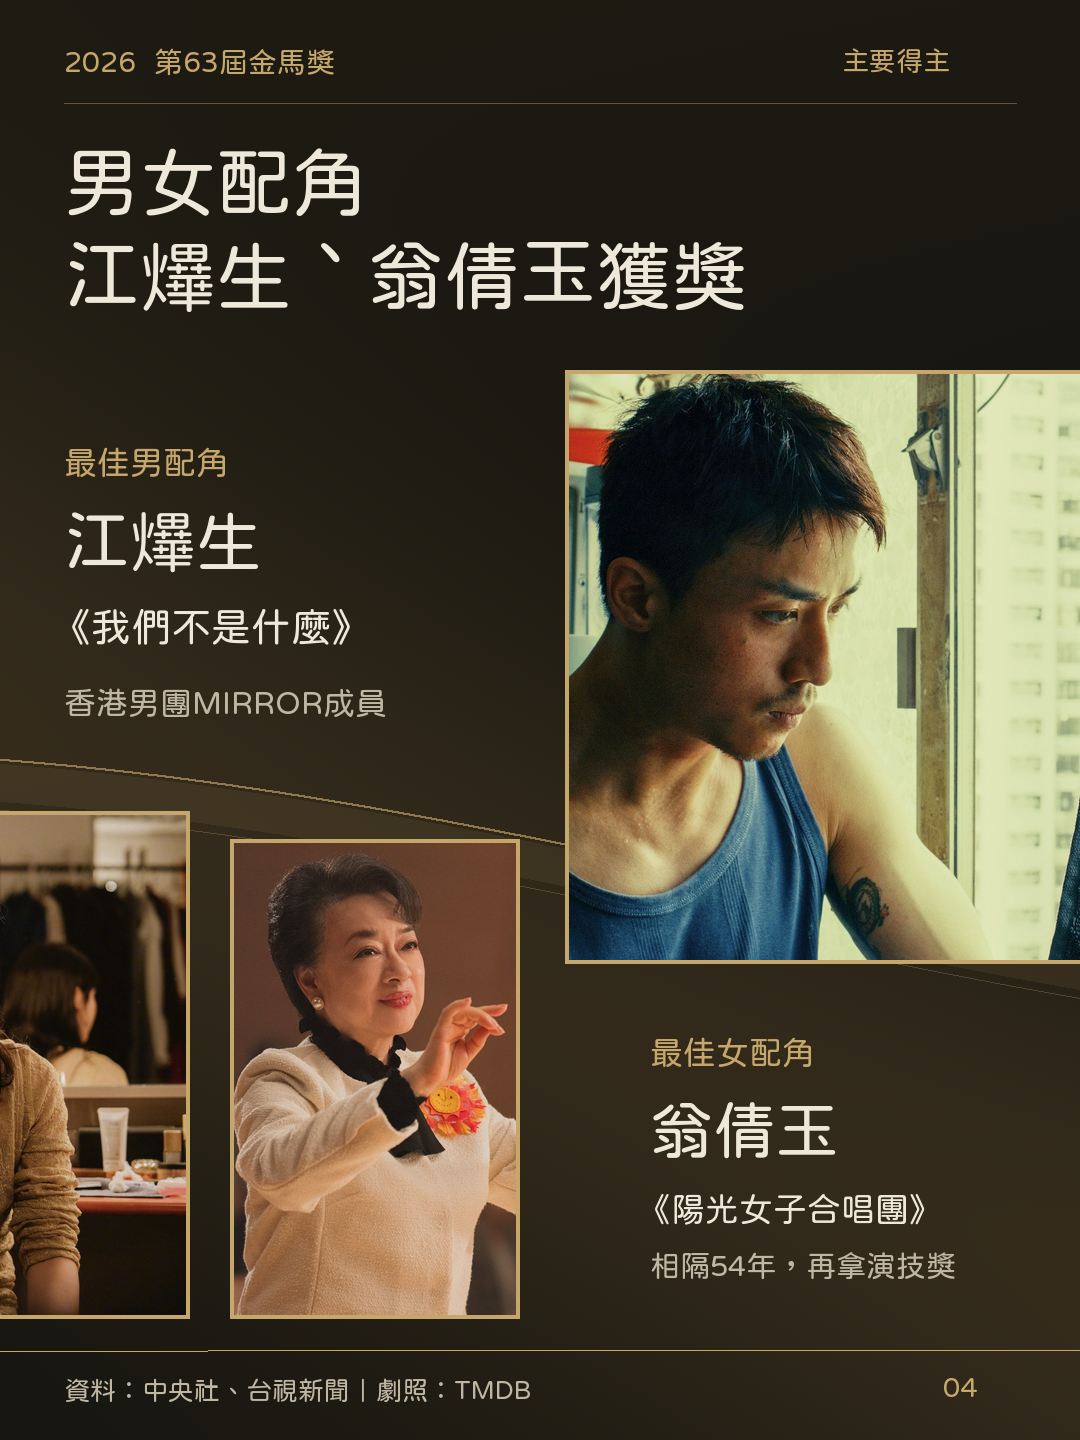 2026 第63屆金馬獎
主要得主
男女配角
江𤒹生、翁倩玉獲獎
最佳男配角
江𤒹生
《我們不是什麼》
香港男團MIRROR成員
最佳女配角
翁倩玉
《陽光女子合唱團》
相隔54年，再拿演技獎
資料：中央社、台視新聞｜劇照：TMDB
04